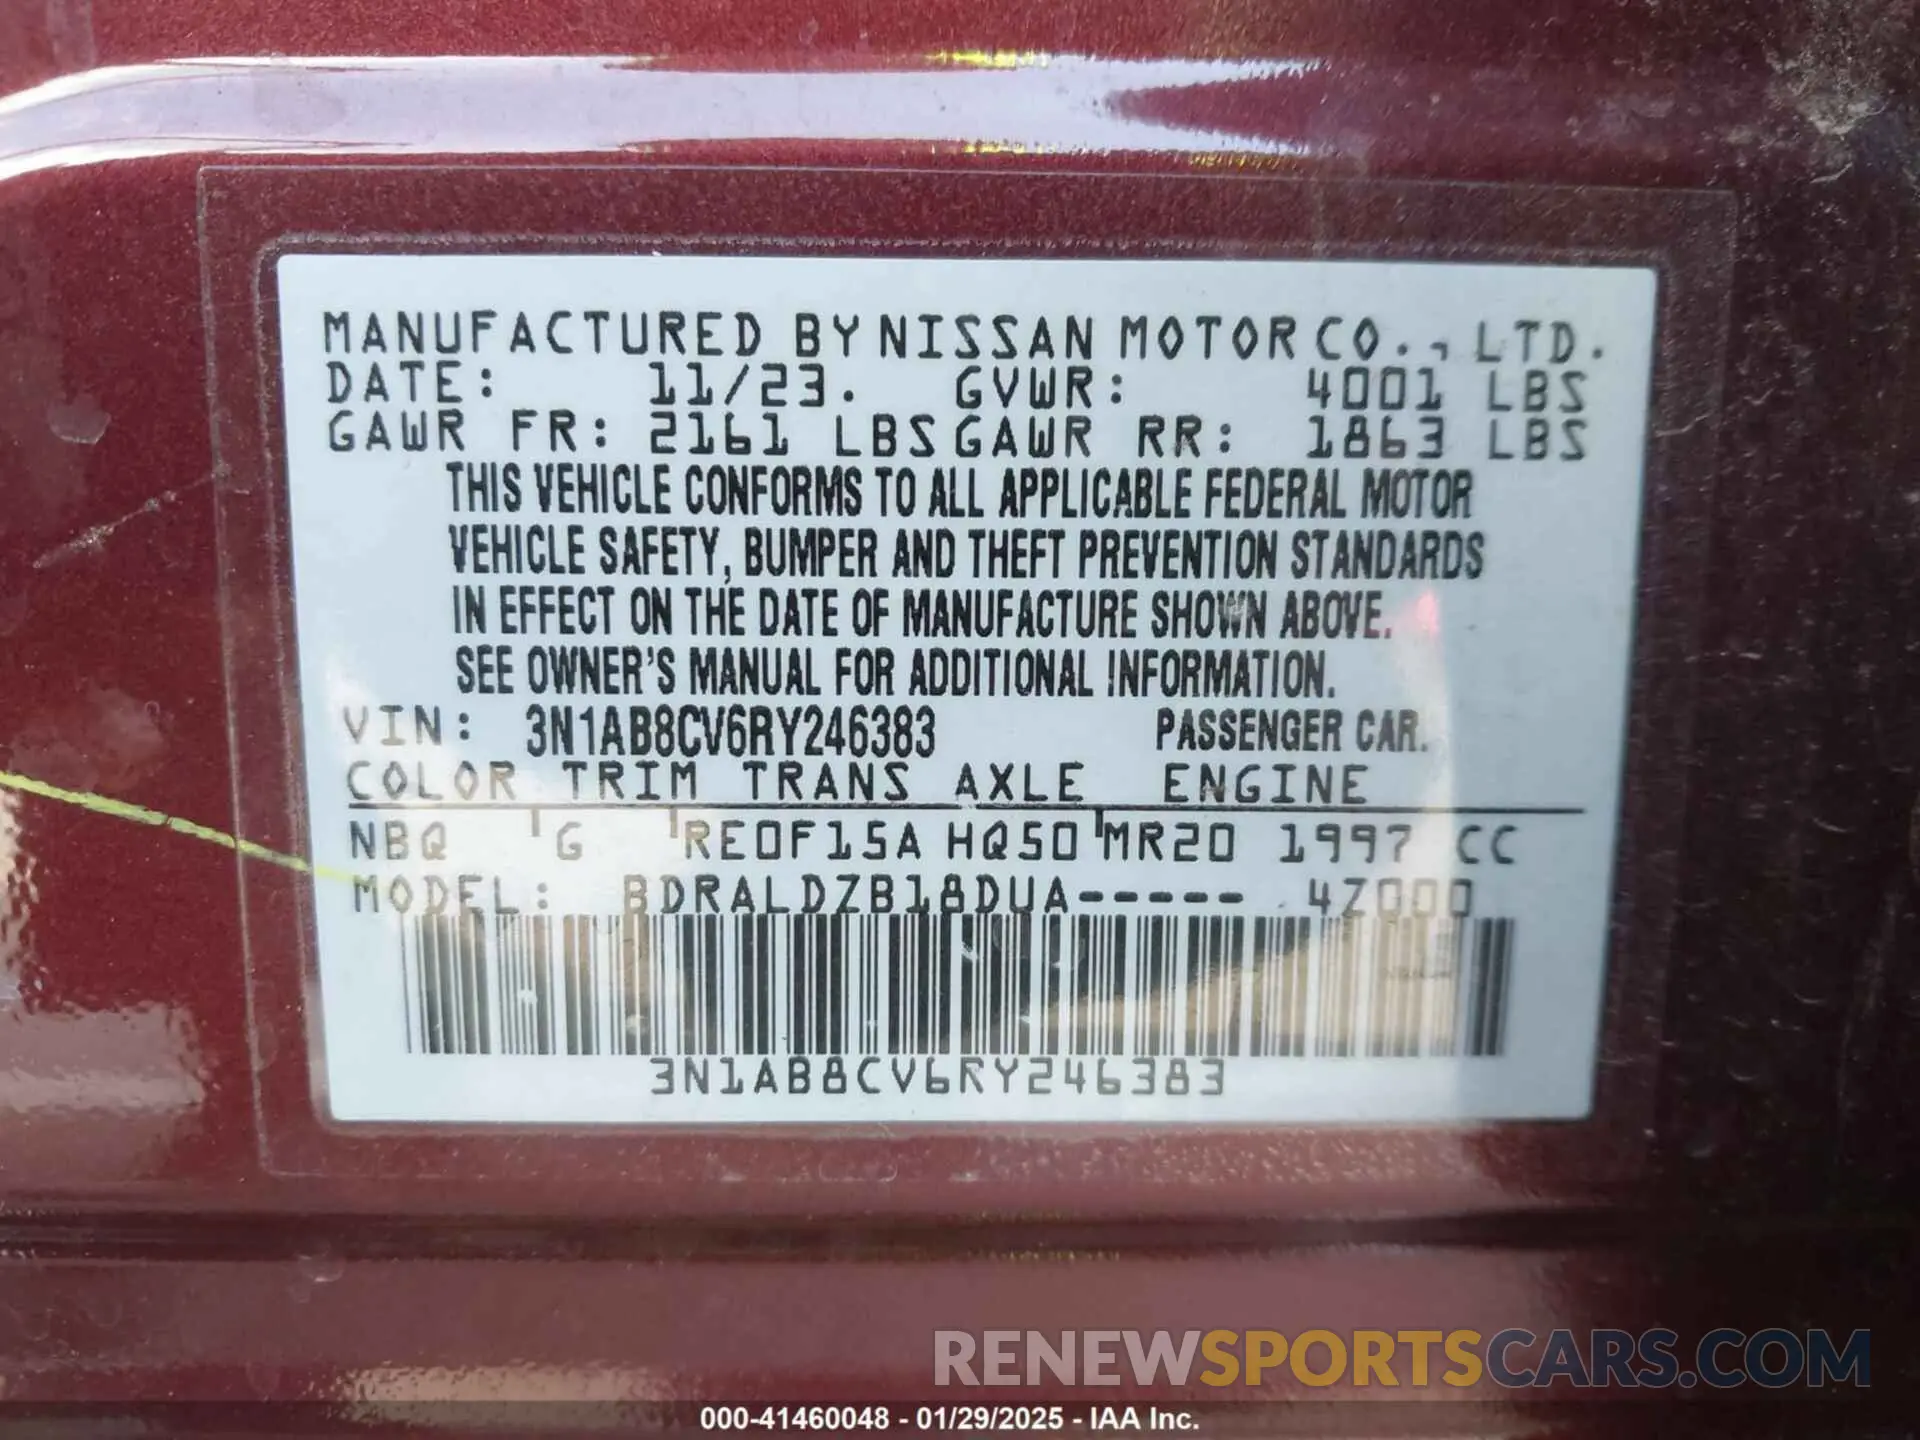 MANUFACTURED BY NISSAN MOTOR CO., LTD.
DATE: 11/23. GVWR: 4001 LBS
GAWR FR: 2161 LBS GAWR RR: 1863 LBS
THIS VEHICLE CONFORMS TO ALL APPLICABLE FEDERAL MOTOR
VEHICLE SAFETY, BUMPER AND THEFT PREVENTION STANDARDS
IN EFFECT ON THE DATE OF MANUFACTURE SHOWN ABOVE.
SEE OWNER'S MANUAL FOR ADDITIONAL INFORMATION.
VIN: 3N1AB8CV6RY246383 PASSENGER CAR.
COLOR TRIM TRANS AXLE ENGINE
NBQ G RE0F15A HQ50 MR20 1997 CC
MODEL: BDRALDZB18DUA----- 4Z000
3N1AB8CV6RY246383
RENEWSPORTSCARS.COM
000-41460048 - 01/29/2025 - IAA Inc.